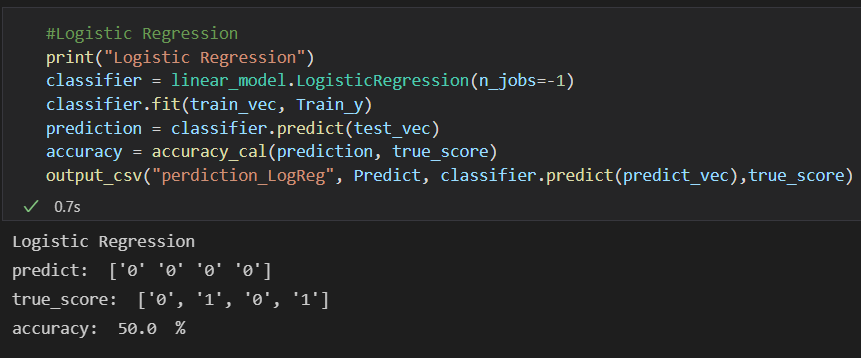 #Logistic Regression
print("Logistic Regression")
classifier = linear_model.LogisticRegression(n_jobs=-1)
classifier.fit(train_vec, Train_y)
prediction = classifier.predict(test_vec)
accuracy = accuracy_cal(prediction, true_score)
output_csv("perdiction_LogReg", Predict, classifier.predict(predict_vec),true_score)
0.7s
Logistic Regression
predict:  ['0' '0' '0' '0']
true_score:  ['0', '1', '0', '1']
accuracy:  50.0  %